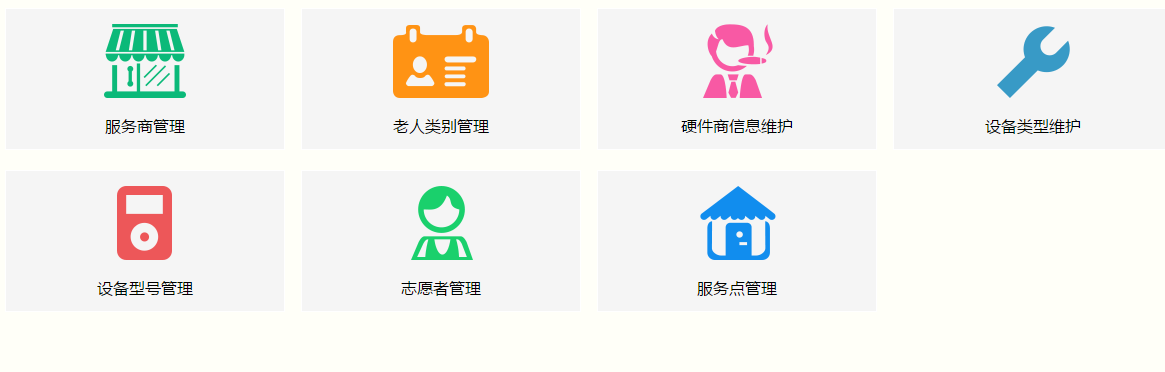 服务商管理
老人类别管理
硬件商信息维护
设备类型维护
设备型号管理
志愿者管理
服务点管理